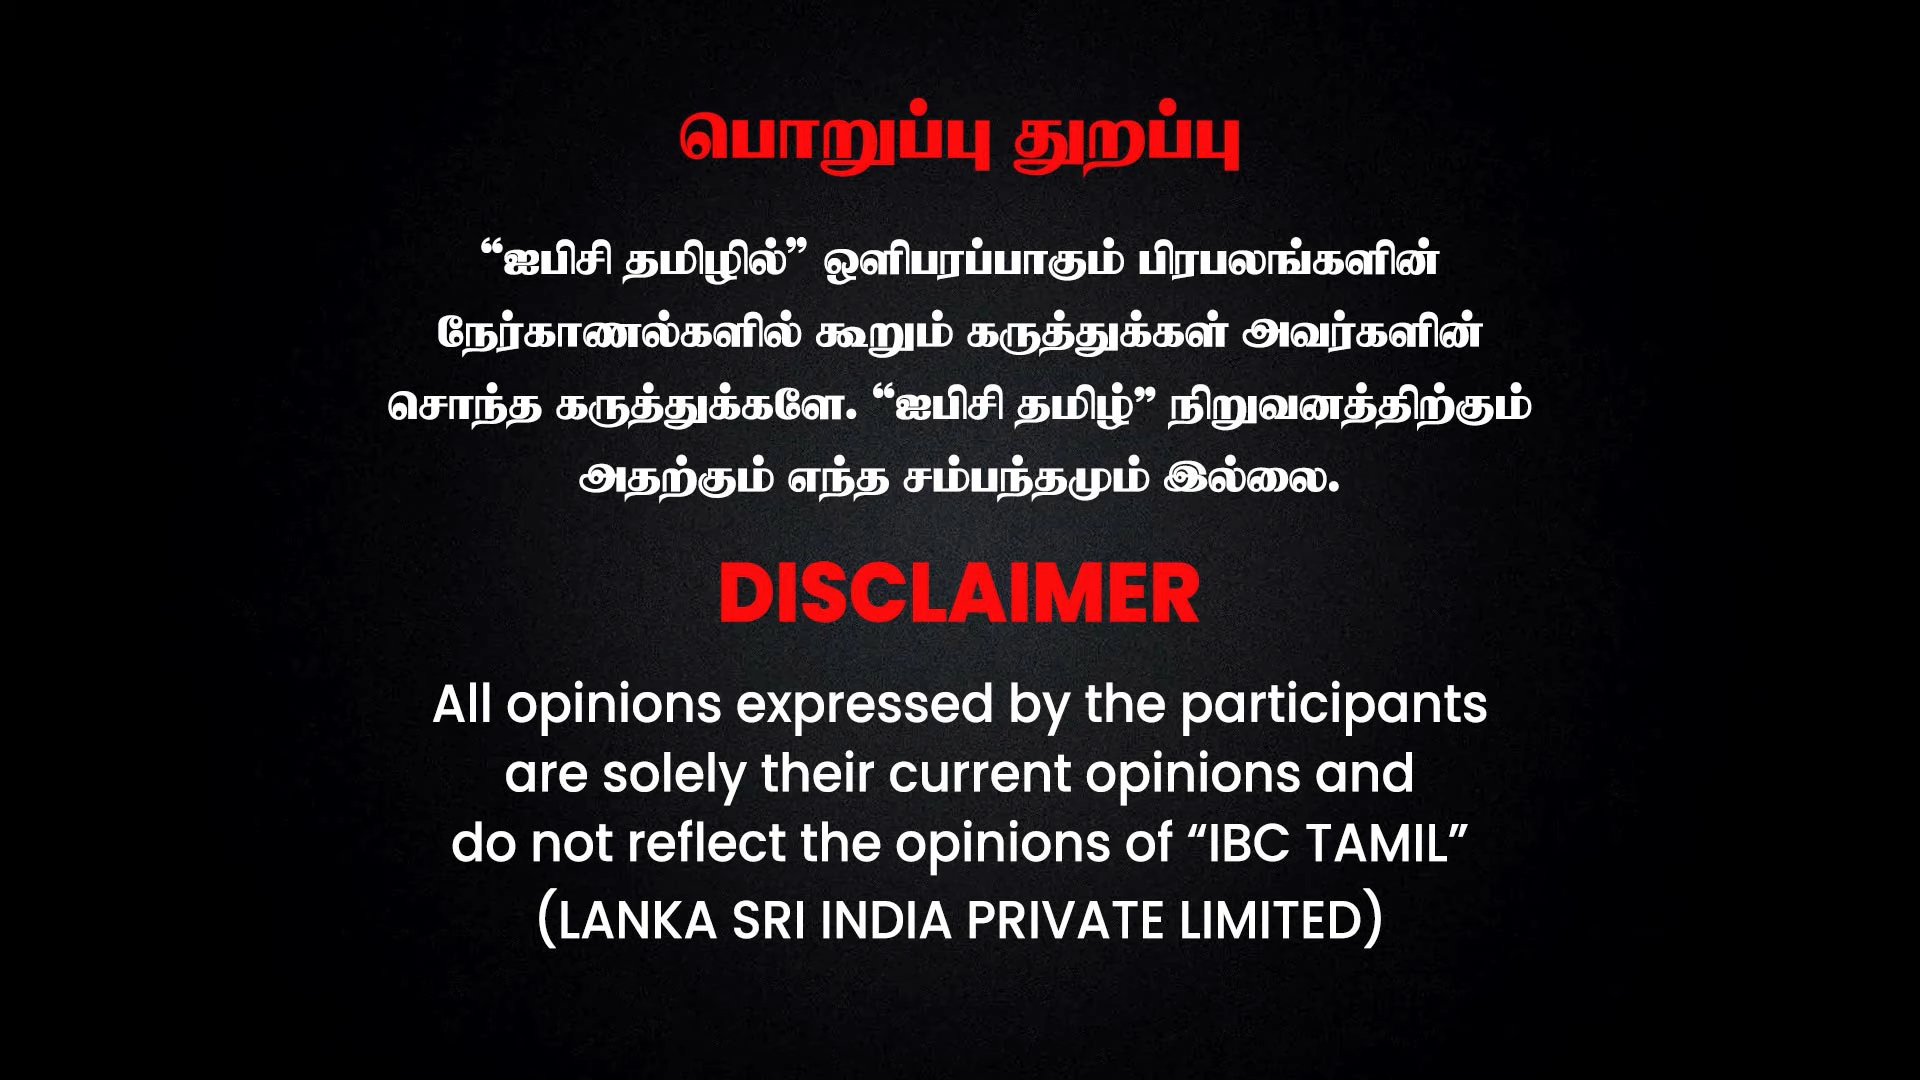 பொறுப்பு துறப்பு
“ஐபிசி தமிழில்” ஒளிபரப்பாகும் பிரபலங்களின்
நேர்காணல்களில் கூறும் கருத்துக்கள் அவர்களின்
சொந்த கருத்துக்களே. “ஐபிசி தமிழ்” நிறுவனத்திற்கும்
அதற்கும் எந்த சம்பந்தமும் இல்லை.
DISCLAIMER
All opinions expressed by the participants
are solely their current opinions and
do not reflect the opinions of “IBC TAMIL”
(LANKA SRI INDIA PRIVATE LIMITED)